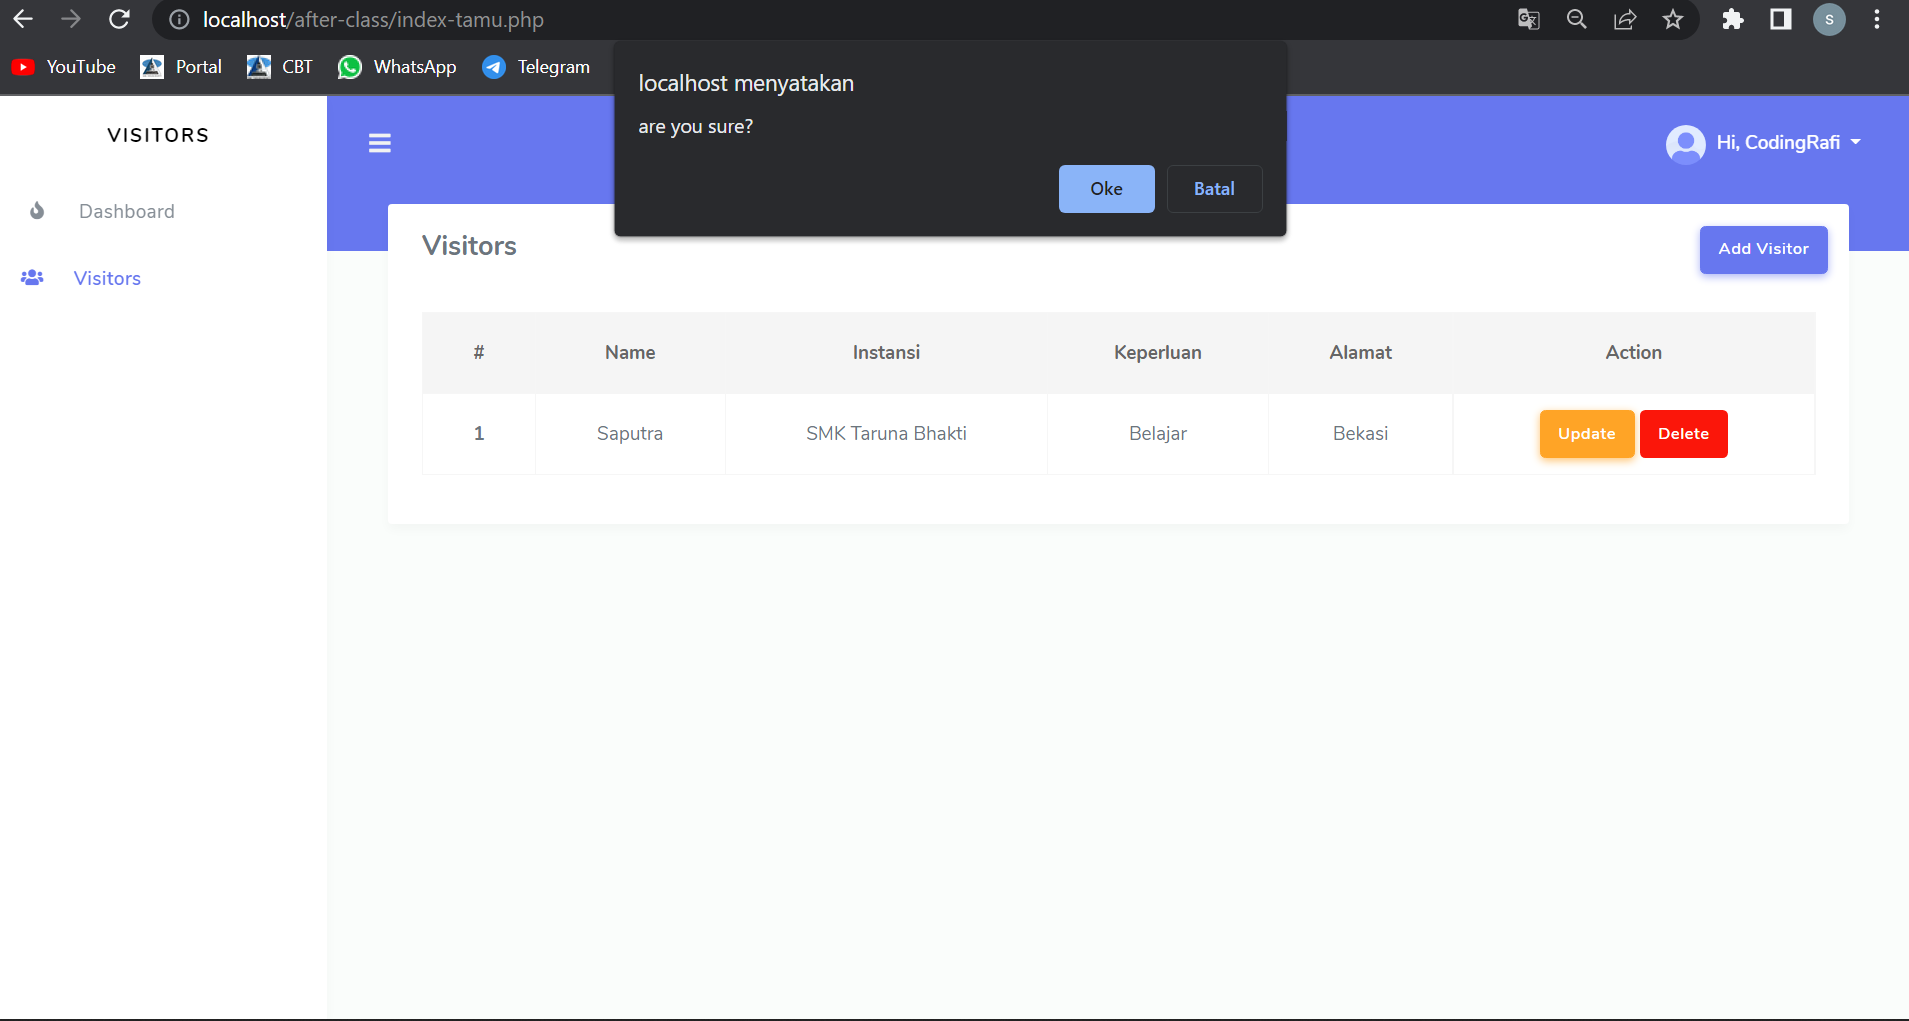 localhost/after-class/index-tamu.php
S
YouTube Portal CBT WhatsApp Telegram
localhost menyatakan
are you sure?
Oke Batal
VISITORS
Hi, CodingRafi
Dashboard
Visitors
Visitors
Add Visitor
# Name Instansi Keperluan Alamat Action
1 Saputra SMK Taruna Bhakti Belajar Bekasi Update Delete